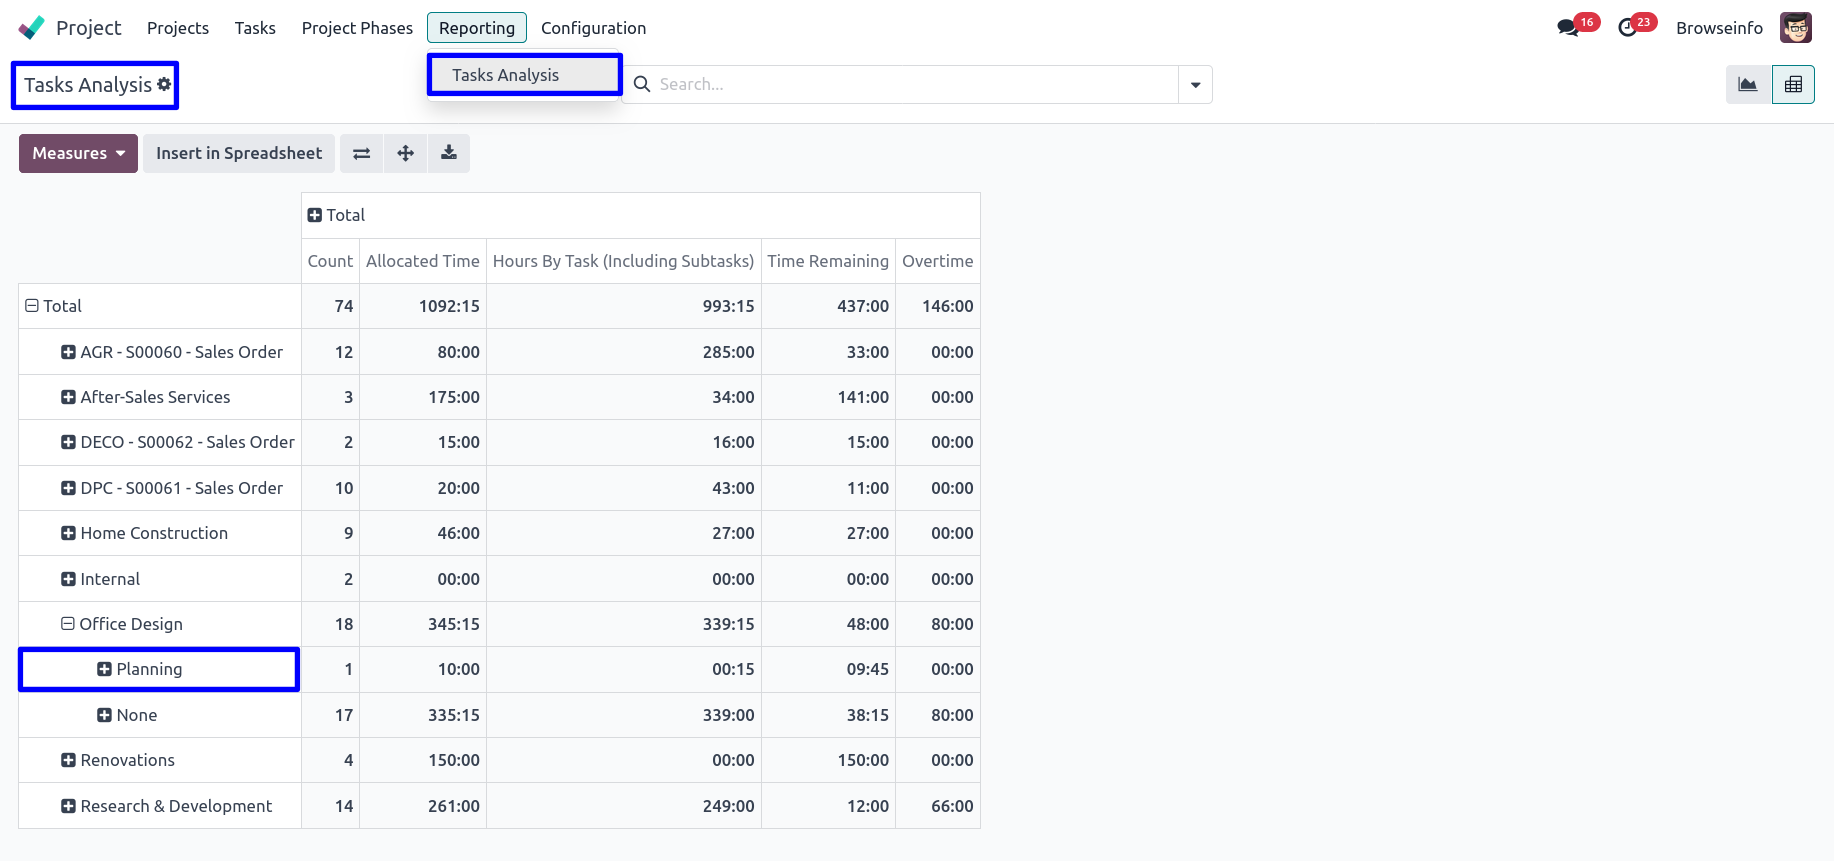 Project Projects Tasks Project Phases Reporting Configuration 16 23 Browseinfo
Tasks Analysis Tasks Analysis Search...
Measures Insert in Spreadsheet
Total
Count Allocated Time Hours By Task (Including Subtasks) Time Remaining Overtime
Total 74 1092:15 993:15 437:00 146:00
AGR - S00060 - Sales Order 12 80:00 285:00 33:00 00:00
After-Sales Services 3 175:00 34:00 141:00 00:00
DECO - S00062 - Sales Order 2 15:00 16:00 15:00 00:00
DPC - S00061 - Sales Order 10 20:00 43:00 11:00 00:00
Home Construction 9 46:00 27:00 27:00 00:00
Internal 2 00:00 00:00 00:00 00:00
Office Design 18 345:15 339:15 48:00 80:00
Planning 1 10:00 00:15 09:45 00:00
None 17 335:15 339:00 38:15 80:00
Renovations 4 150:00 00:00 150:00 00:00
Research & Development 14 261:00 249:00 12:00 66:00